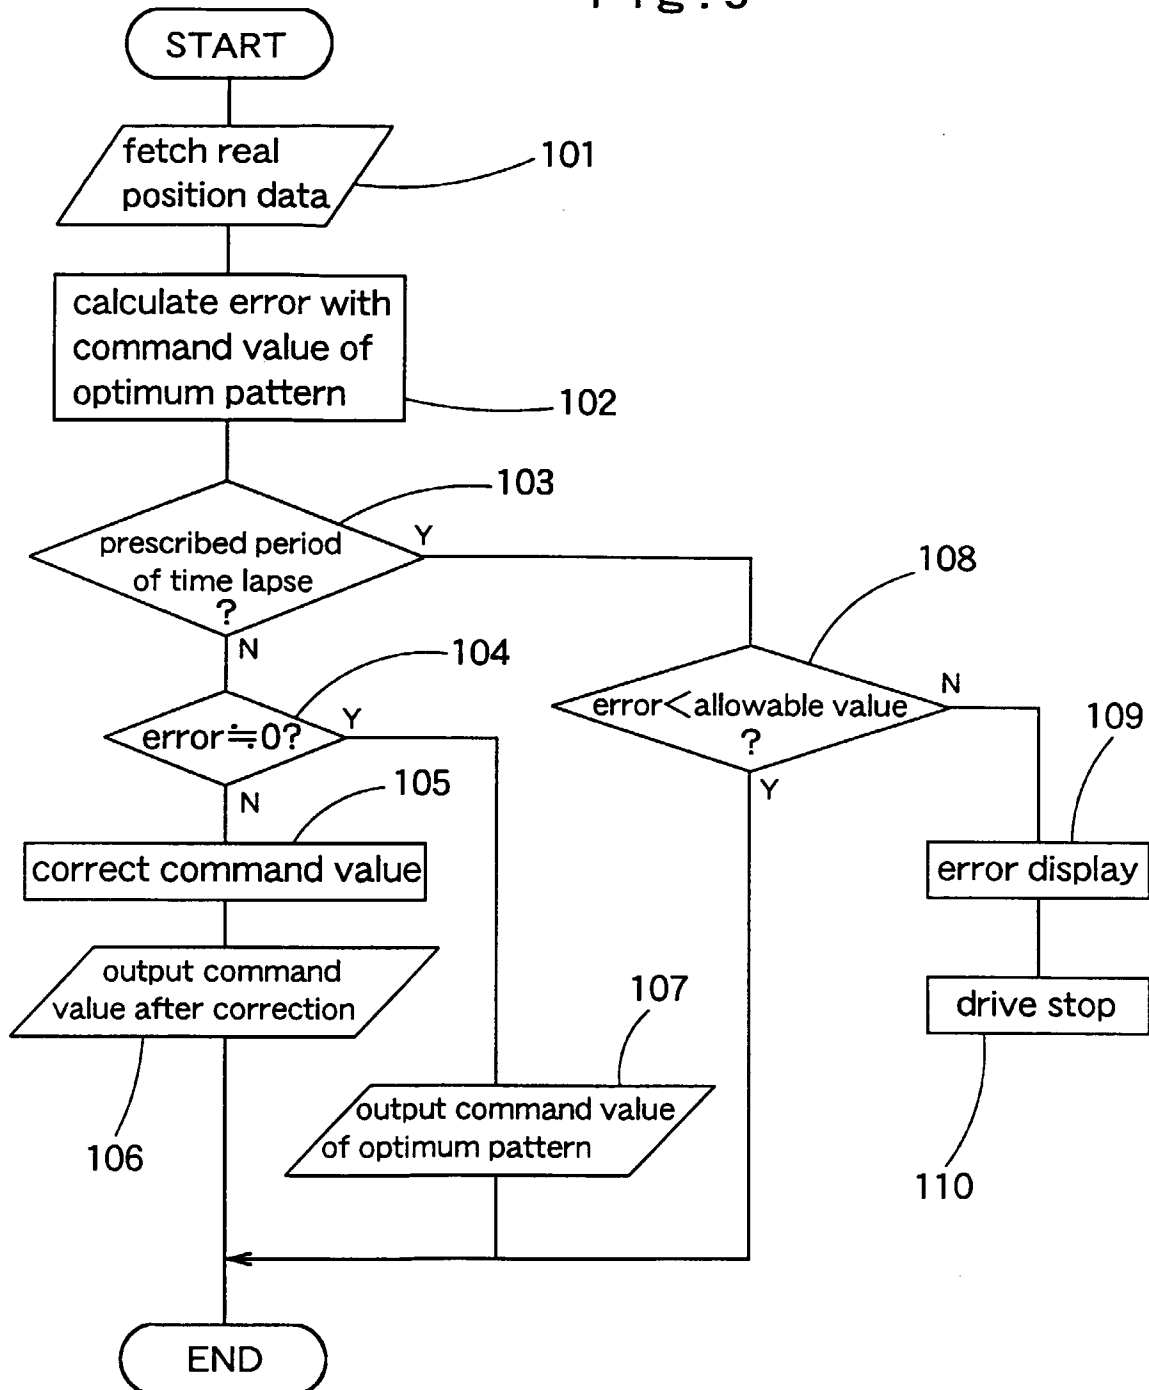 START
fetch real
position data
101
calculate error with
command value of
optimum pattern
102
103
prescribed period
of time lapse
?
Y
N
104
error≒0?
Y
N
105
correct command value
output command
value after correction
106
107
output command value
of optimum pattern
108
error<allowable value
?
N
Y
109
error display
drive stop
110
END